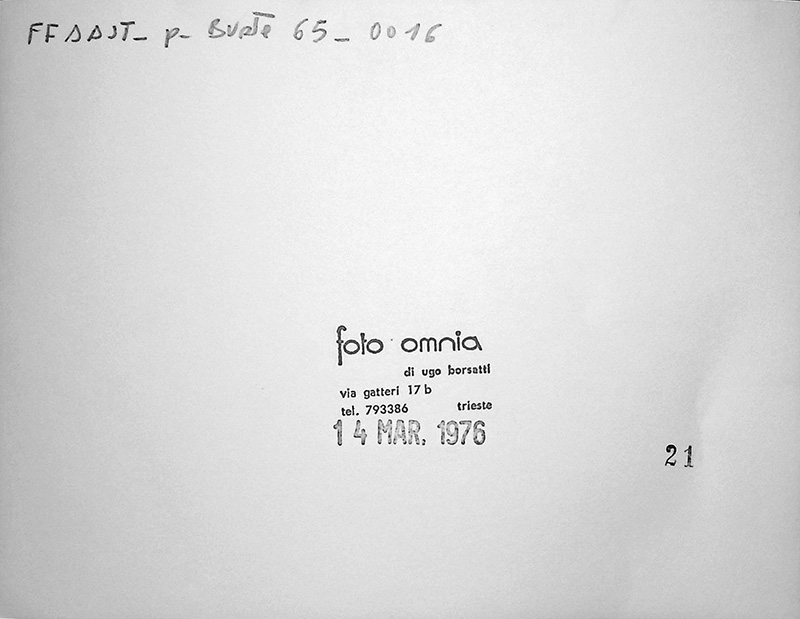 FFAAJT_ p_ BUSTE 65_ 0016
foto omnia
di ugo borsatti
via gatteri 17 b
tel. 793386 trieste
14 MAR. 1976
21